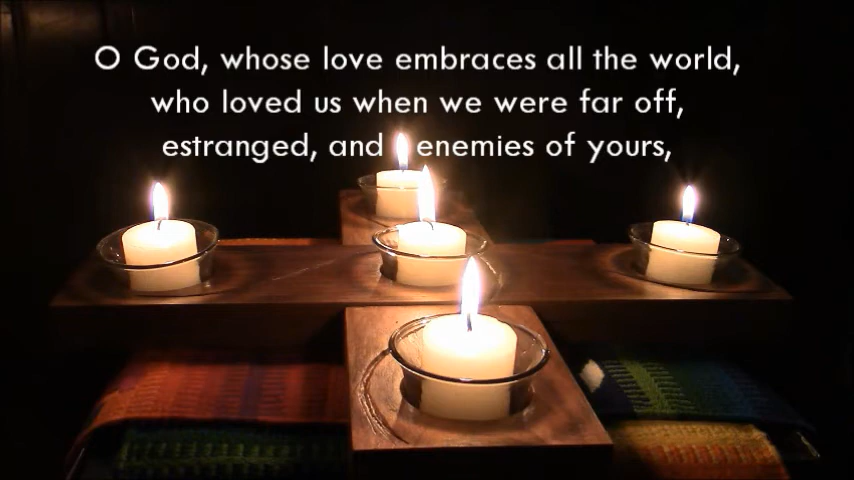 O God, whose love embraces all the world,
who loved us when we were far off,
estranged, and enemies of yours,